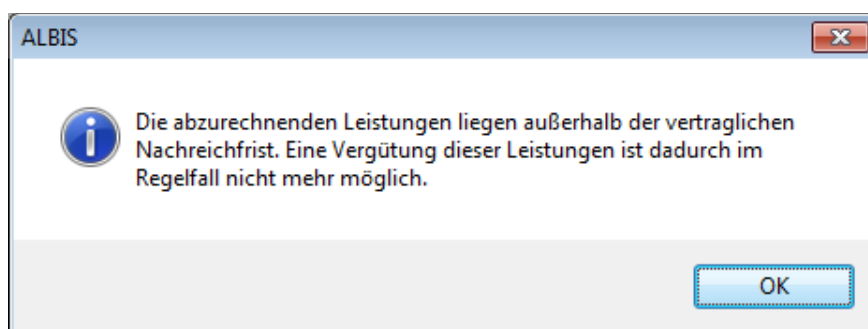 ALBIS
Die abzurechnenden Leistungen liegen außerhalb der vertraglichen
Nachreichfrist. Eine Vergütung dieser Leistungen ist dadurch im
Regelfall nicht mehr möglich.
OK